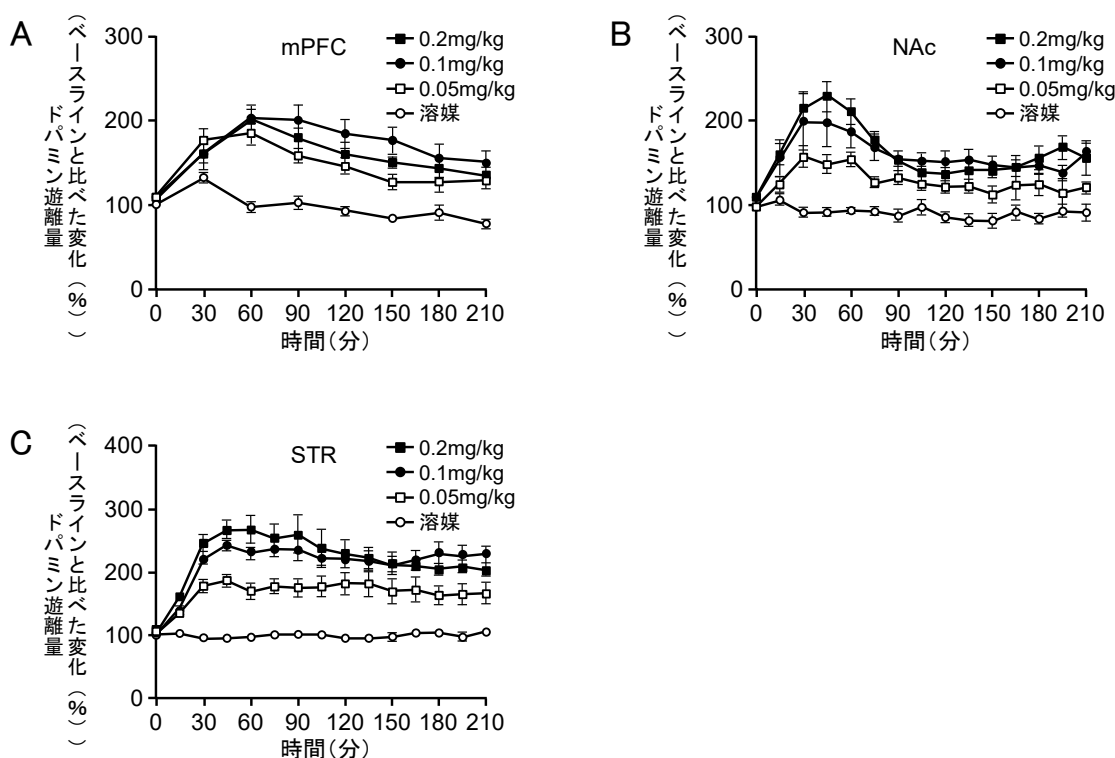 A
mPFC
0.2mg/kg
0.1mg/kg
0.05mg/kg
溶媒
ドパミン遊離量
（ベースラインと比べた変化（%））
300
200
100
0
0 30 60 90 120 150 180 210
時間（分）
B
NAc
0.2mg/kg
0.1mg/kg
0.05mg/kg
溶媒
ドパミン遊離量
（ベースラインと比べた変化（%））
300
200
100
0
0 30 60 90 120 150 180 210
時間（分）
C
STR
0.2mg/kg
0.1mg/kg
0.05mg/kg
溶媒
ドパミン遊離量
（ベースラインと比べた変化（%））
400
300
200
100
0
0 30 60 90 120 150 180 210
時間（分）